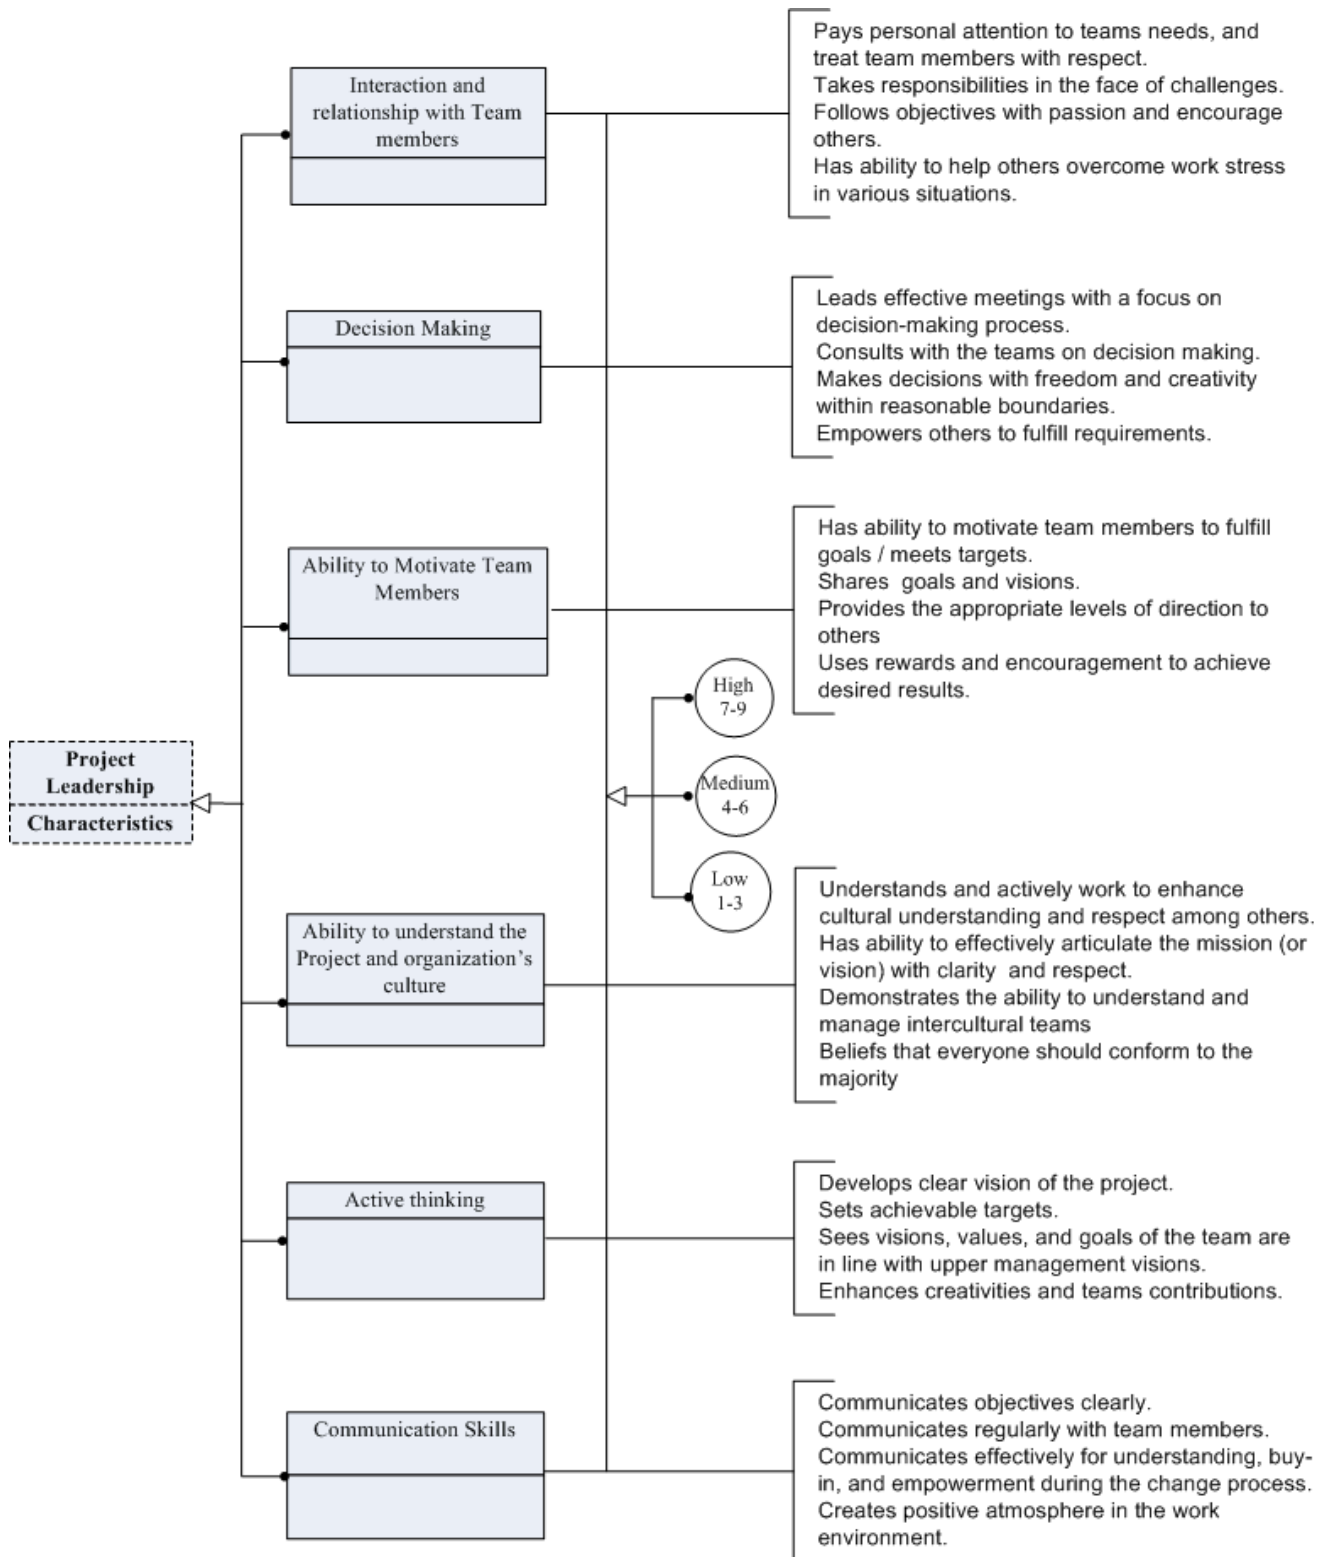 Interaction and
relationship with Team
members
Pays personal attention to teams needs, and
treat team members with respect.
Takes responsibilities in the face of challenges.
Follows objectives with passion and encourage
others.
Has ability to help others overcome work stress
in various situations.
Decision Making
Leads effective meetings with a focus on
decision-making process.
Consults with the teams on decision making.
Makes decisions with freedom and creativity
within reasonable boundaries.
Empowers others to fulfill requirements.
Ability to Motivate Team
Members
Has ability to motivate team members to fulfill
goals / meets targets.
Shares goals and visions.
Provides the appropriate levels of direction to
others
Uses rewards and encouragement to achieve
desired results.
High
7-9
Medium
4-6
Low
1-3
Project
Leadership
Characteristics
Ability to understand the
Project and organization’s
culture
Understands and actively work to enhance
cultural understanding and respect among others.
Has ability to effectively articulate the mission (or
vision) with clarity and respect.
Demonstrates the ability to understand and
manage intercultural teams
Beliefs that everyone should conform to the
majority
Active thinking
Develops clear vision of the project.
Sets achievable targets.
Sees visions, values, and goals of the team are
in line with upper management visions.
Enhances creativities and teams contributions.
Communication Skills
Communicates objectives clearly.
Communicates regularly with team members.
Communicates effectively for understanding, buy-
in, and empowerment during the change process.
Creates positive atmosphere in the work
environment.